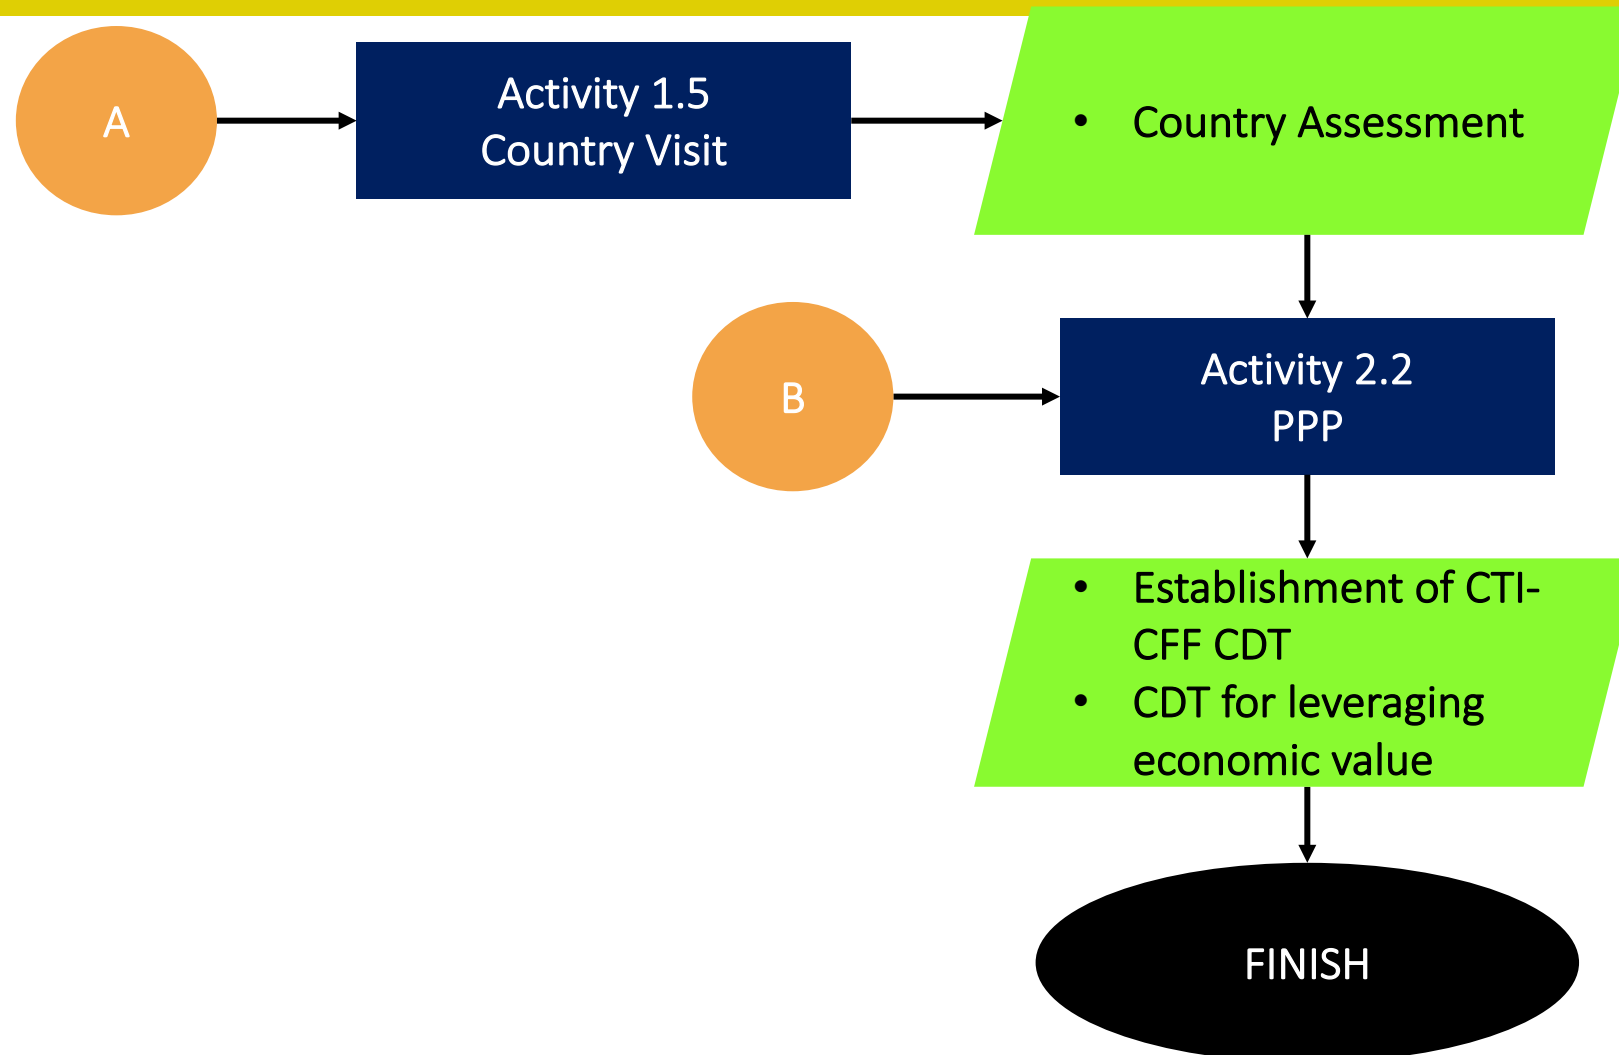 A
Activity 1.5
Country Visit
• Country Assessment
B
Activity 2.2
PPP
• Establishment of CTI-
CFF CDT
• CDT for leveraging
economic value
FINISH